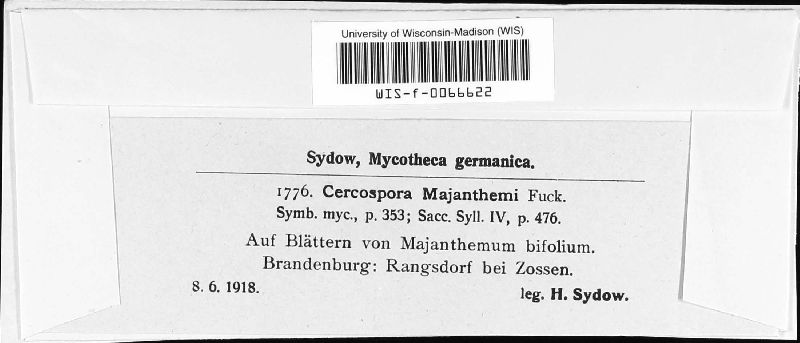 University of Wisconsin-Madison (WIS)
WIS-f-0066622
Sydow, Mycotheca germanica.
1776. Cercospora Majanthemi Fuck.
Symb. myc., p. 353; Sacc. Syll. IV, p. 476.
Auf Blättern von Majanthemum bifolium.
Brandenburg: Rangsdorf bei Zossen.
8. 6. 1918. leg. H. Sydow.